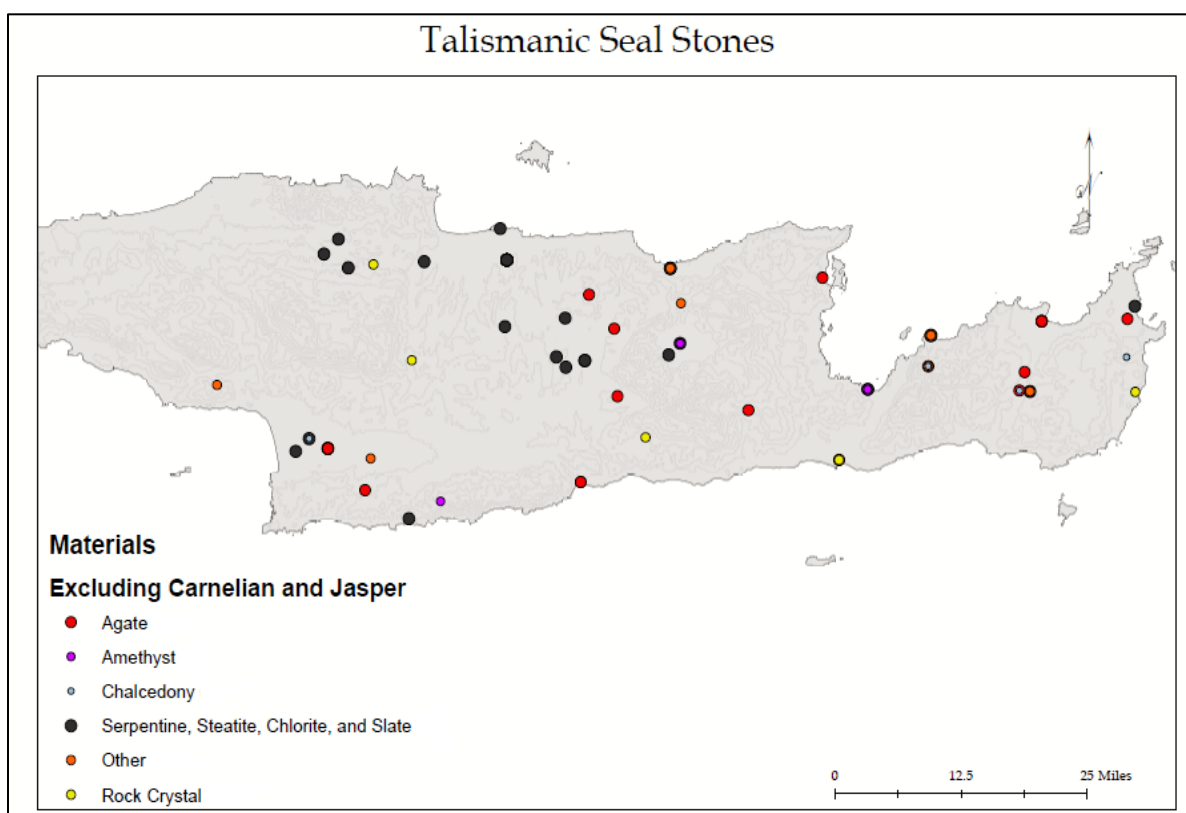 Talismanic Seal Stones
Materials
Excluding Carnelian and Jasper
Agate
Amethyst
Chalcedony
Serpentine, Steatite, Chlorite, and Slate
Other
Rock Crystal
0 12.5 25 Miles